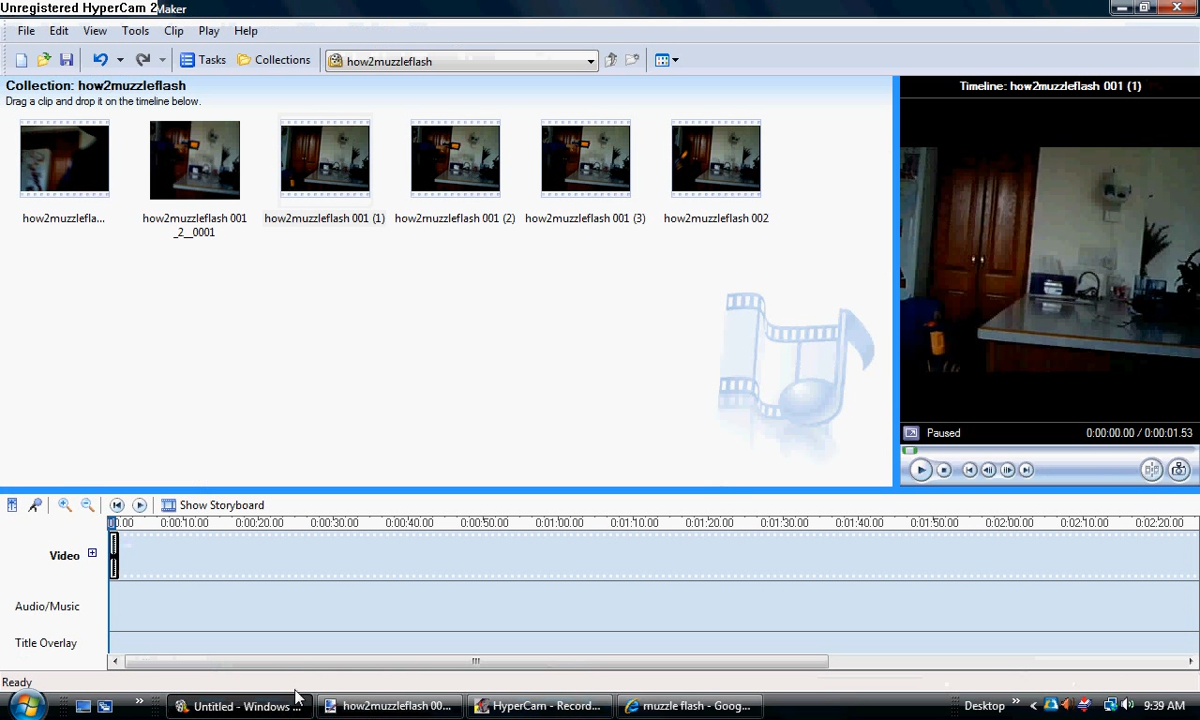 Unregistered HyperCam 2
Maker
File Edit View Tools Clip Play Help
Tasks Collections how2muzzleflash
Collection: how2muzzleflash
Drag a clip and drop it on the timeline below.
Timeline: how2muzzleflash 001 (1)
how2muzzlefla...
how2muzzleflash 001
_2__0001
how2muzzleflash 001 (1)
how2muzzleflash 001 (2)
how2muzzleflash 001 (3)
how2muzzleflash 002
Paused 0:00:00.00 / 0:00:01.53
Show Storyboard
0.00 0:00:10.00 0:00:20.00 0:00:30.00 0:00:40.00 0:00:50.00 0:01:00.00 0:01:10.00 0:01:20.00 0:01:30.00 0:01:40.00 0:01:50.00 0:02:00.00 0:02:10.00 0:02:20.00
Video
Audio/Music
Title Overlay
Ready
Untitled - Windows ... how2muzzleflash 00... HyperCam - Record... muzzle flash - Goog... Desktop 9:39 AM